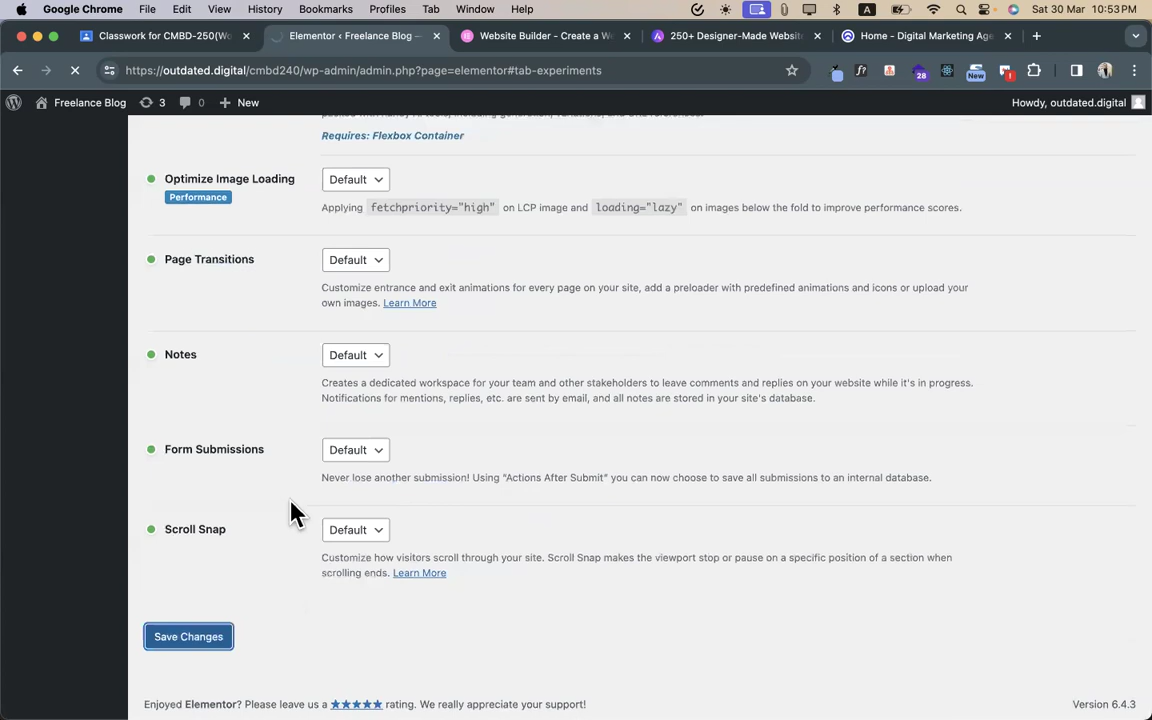 Google Chrome File Edit View History Bookmarks Profiles Tab Window Help A Sat 30 Mar 10:53 PM
Classwork for CMBD-250(Wo Elementor ‹ Freelance Blog — Website Builder - Create a W 250+ Designer-Made Websit Home - Digital Marketing Age
https://outdated.digital/cmbd240/wp-admin/admin.php?page=elementor#tab-experiments f? 28 New
Freelance Blog 3 0 New Howdy, outdated.digital
Requires: Flexbox Container
Optimize Image Loading Default
Performance
Applying fetchpriority="high" on LCP image and loading="lazy" on images below the fold to improve performance scores.
Page Transitions Default
Customize entrance and exit animations for every page on your site, add a preloader with predefined animations and icons or upload your
own images. Learn More
Notes Default
Creates a dedicated workspace for your team and other stakeholders to leave comments and replies on your website while it's in progress.
Notifications for mentions, replies, etc. are sent by email, and all notes are stored in your site's database.
Form Submissions Default
Never lose another submission! Using “Actions After Submit” you can now choose to save all submissions to an internal database.
Scroll Snap Default
Customize how visitors scroll through your site. Scroll Snap makes the viewport stop or pause on a specific position of a section when
scrolling ends. Learn More
Save Changes
Enjoyed Elementor? Please leave us a ★★★★★ rating. We really appreciate your support! Version 6.4.3